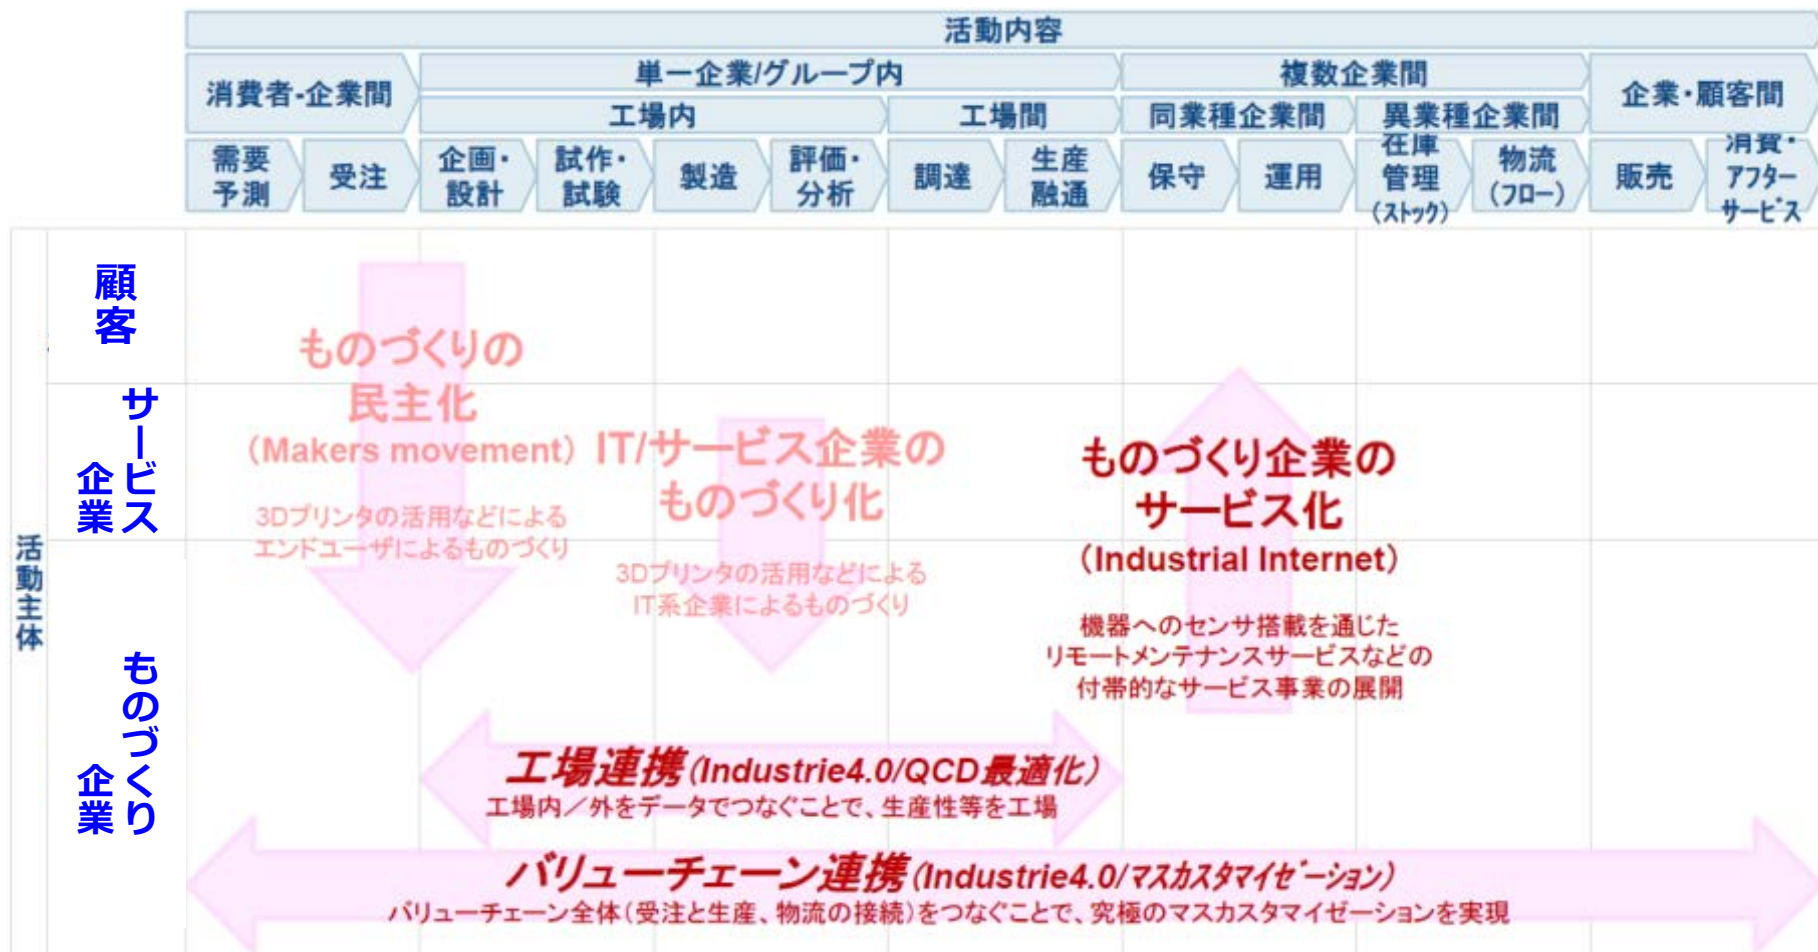 活動内容
消費者-企業間
単一企業/グループ内
複数企業間
企業・顧客間
工場内
工場間
同業種企業間
異業種企業間
需要
予測
受注
企画・
設計
試作・
試験
製造
評価・
分析
調達
生産
融通
保守
運用
在庫
管理
(ストック)
物流
(フロー)
販売
消費・
アフター
サービス
活動主体
顧客
サービス
企業
ものづくり
企業
ものづくりの
民主化
(Makers movement)
3Dプリンタの活用などによる
エンドユーザによるものづくり
IT/サービス企業の
ものづくり化
3Dプリンタの活用などによる
IT系企業によるものづくり
ものづくり企業の
サービス化
(Industrial Internet)
機器へのセンサ搭載を通じた
リモートメンテナンスサービスなどの
付帯的なサービス事業の展開
工場連携(Industrie4.0/QCD最適化)
工場内/外をデータでつなぐことで、生産性等を工場
バリューチェーン連携(Industrie4.0/マスカスタマイゼーション)
バリューチェーン全体(受注と生産、物流の接続)をつなぐことで、究極のマスカスタマイゼーションを実現